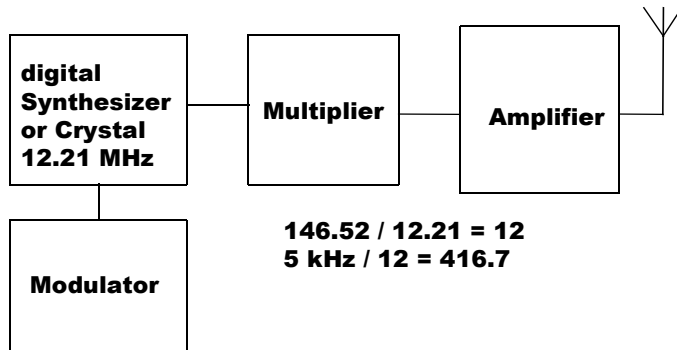 digital
Synthesizer
or Crystal
12.21 MHz
Multiplier
Amplifier
Modulator
146.52 / 12.21 = 12
5 kHz / 12 = 416.7